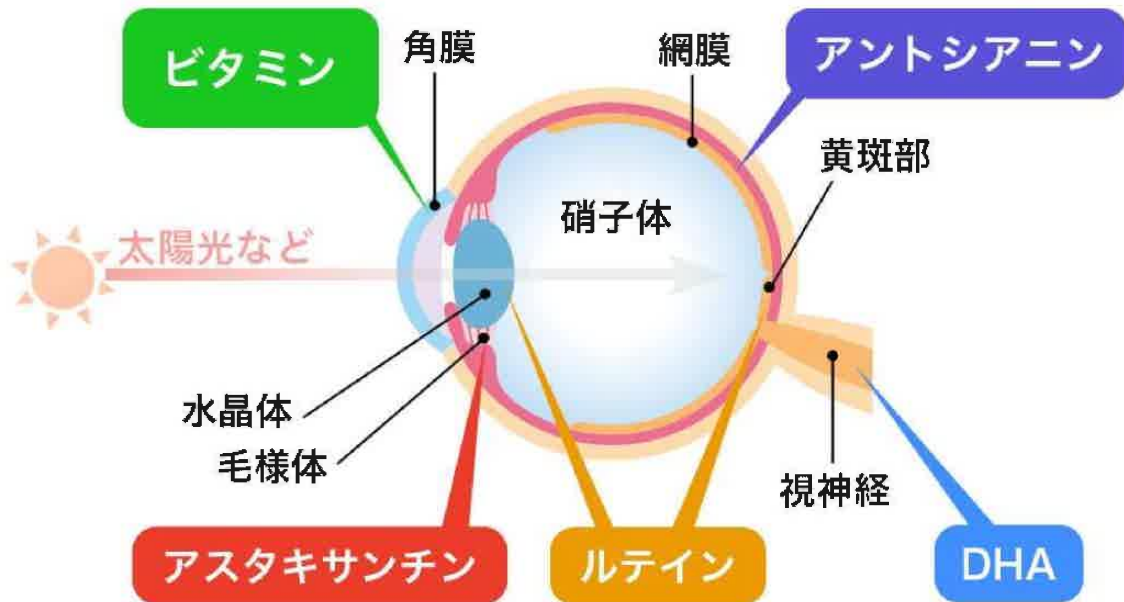 ビタミン
角膜
網膜
アントシアニン
黄斑部
硝子体
太陽光など
水晶体
毛様体
視神経
アスタキサンチン
ルテイン
DHA